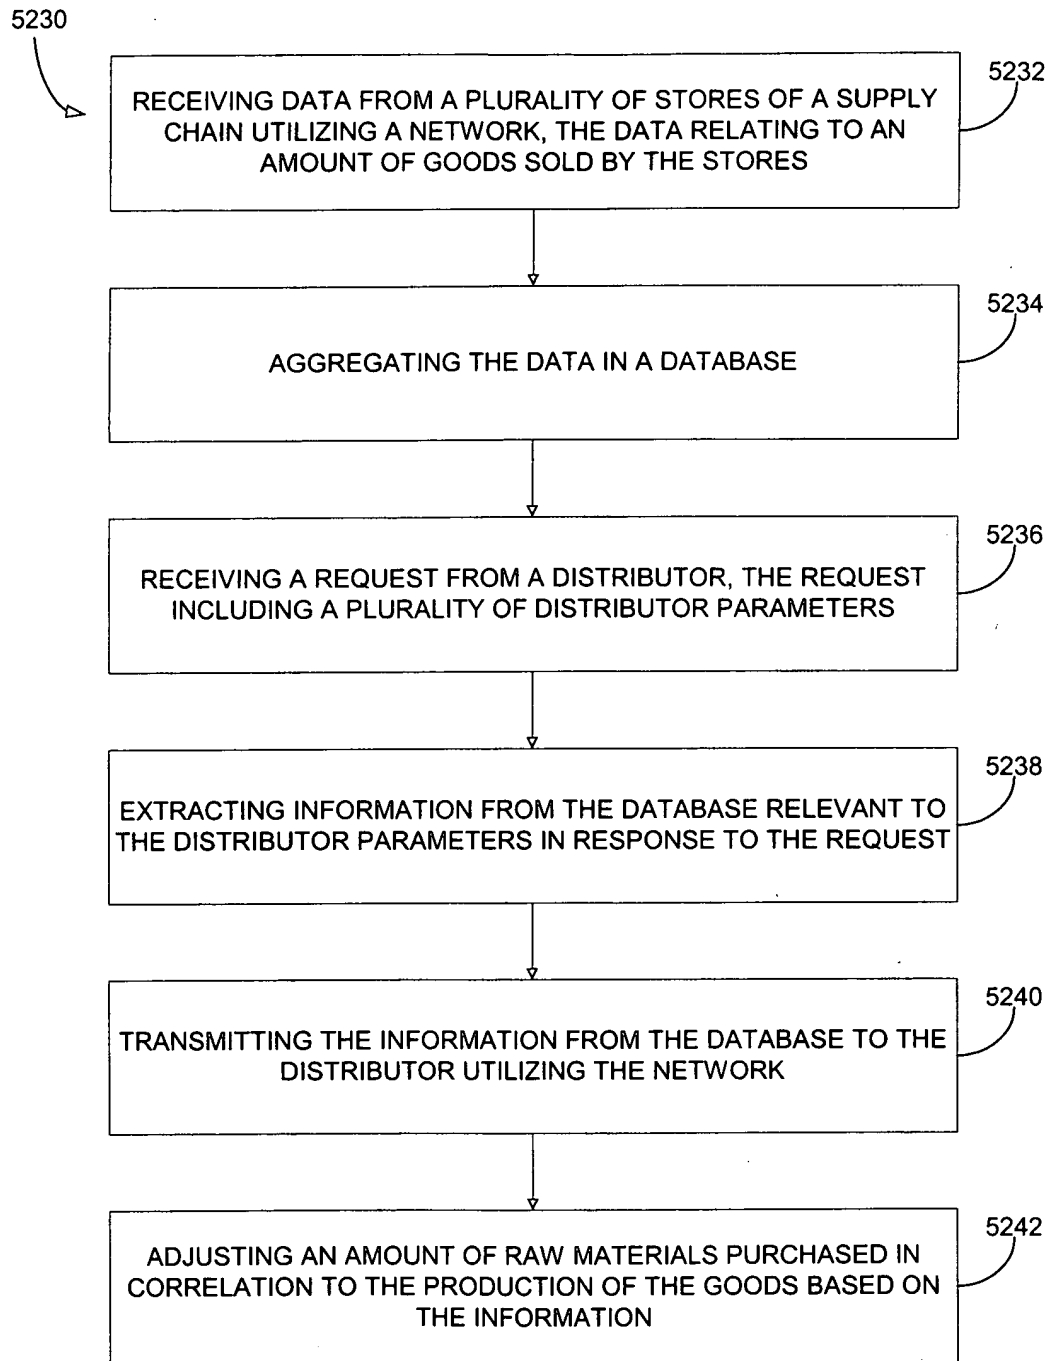 5230
5232
RECEIVING DATA FROM A PLURALITY OF STORES OF A SUPPLY
CHAIN UTILIZING A NETWORK, THE DATA RELATING TO AN
AMOUNT OF GOODS SOLD BY THE STORES
5234
AGGREGATING THE DATA IN A DATABASE
5236
RECEIVING A REQUEST FROM A DISTRIBUTOR, THE REQUEST
INCLUDING A PLURALITY OF DISTRIBUTOR PARAMETERS
5238
EXTRACTING INFORMATION FROM THE DATABASE RELEVANT TO
THE DISTRIBUTOR PARAMETERS IN RESPONSE TO THE REQUEST
5240
TRANSMITTING THE INFORMATION FROM THE DATABASE TO THE
DISTRIBUTOR UTILIZING THE NETWORK
5242
ADJUSTING AN AMOUNT OF RAW MATERIALS PURCHASED IN
CORRELATION TO THE PRODUCTION OF THE GOODS BASED ON
THE INFORMATION